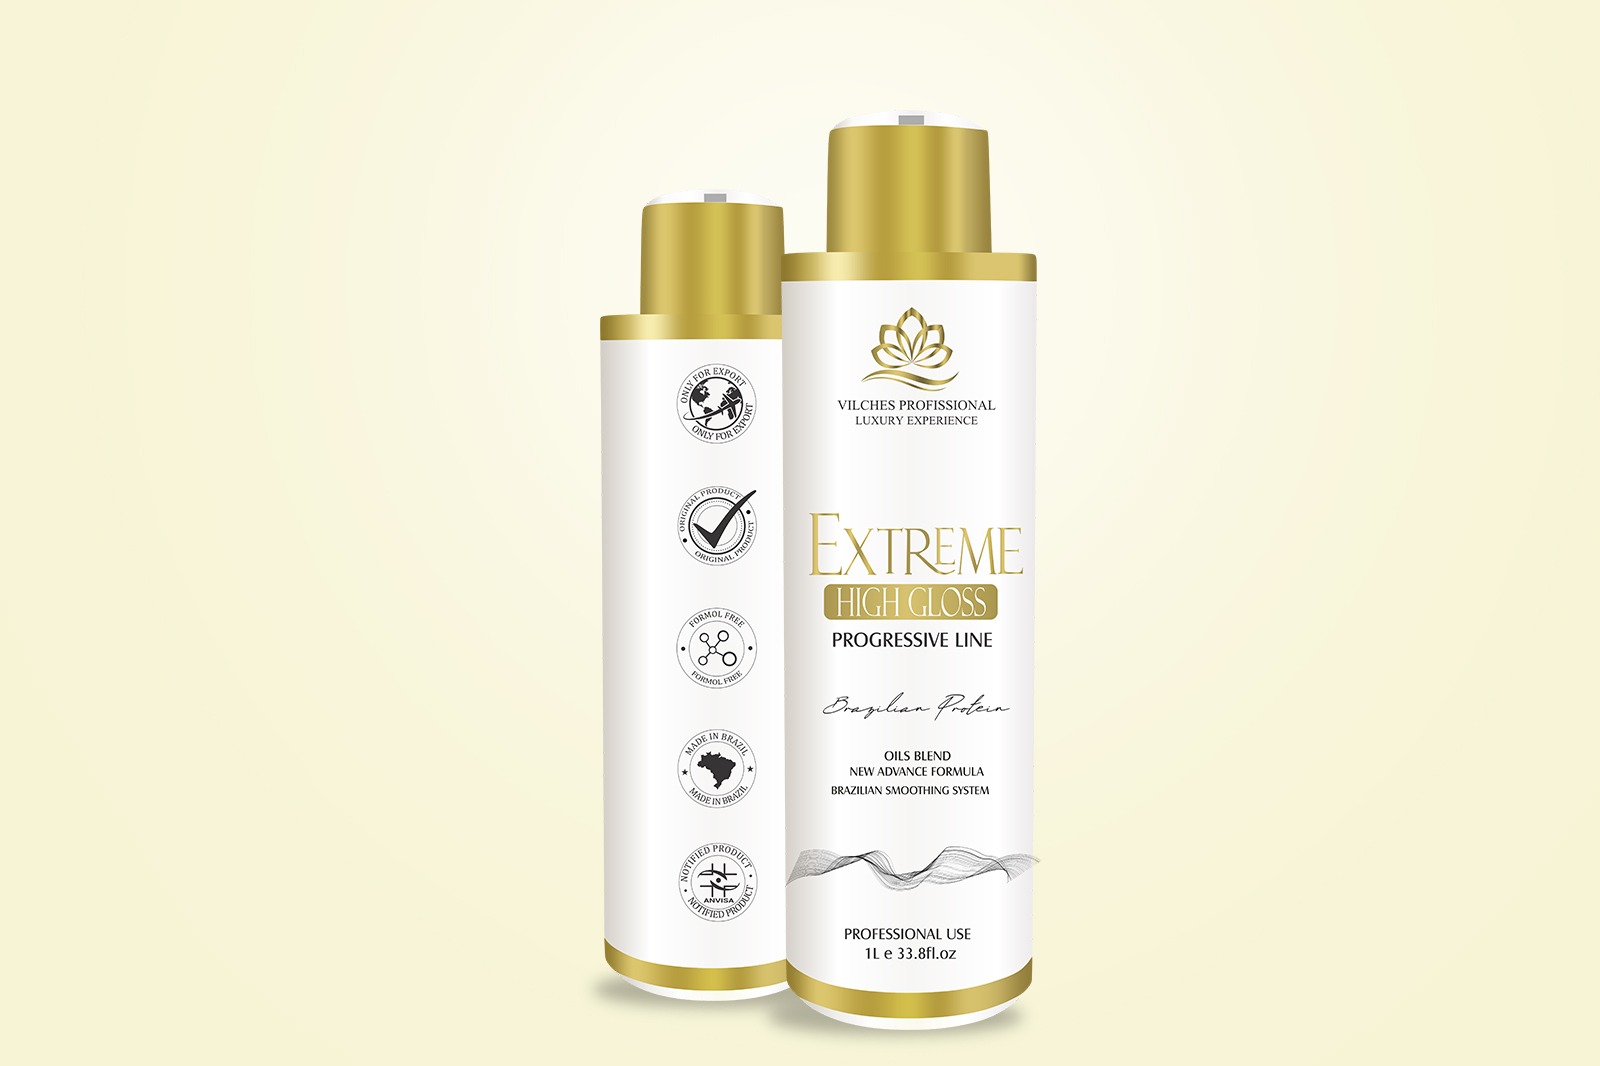 ONLY FOR EXPORT
ONLY FOR EXPORT
ORIGINAL PRODUCT
ORIGINAL PRODUCT
FORMOL FREE
FORMOL FREE
MADE IN BRAZIL
MADE IN BRAZIL
NOTIFIED PRODUCT
ANVISA
NOTIFIED PRODUCT
VILCHES PROFISSIONAL
LUXURY EXPERIENCE
EXTREME
HIGH GLOSS
PROGRESSIVE LINE
Brazilian Protein
OILS BLEND
NEW ADVANCE FORMULA
BRAZILIAN SMOOTHING SYSTEM
PROFESSIONAL USE
1L e 33.8fl.oz